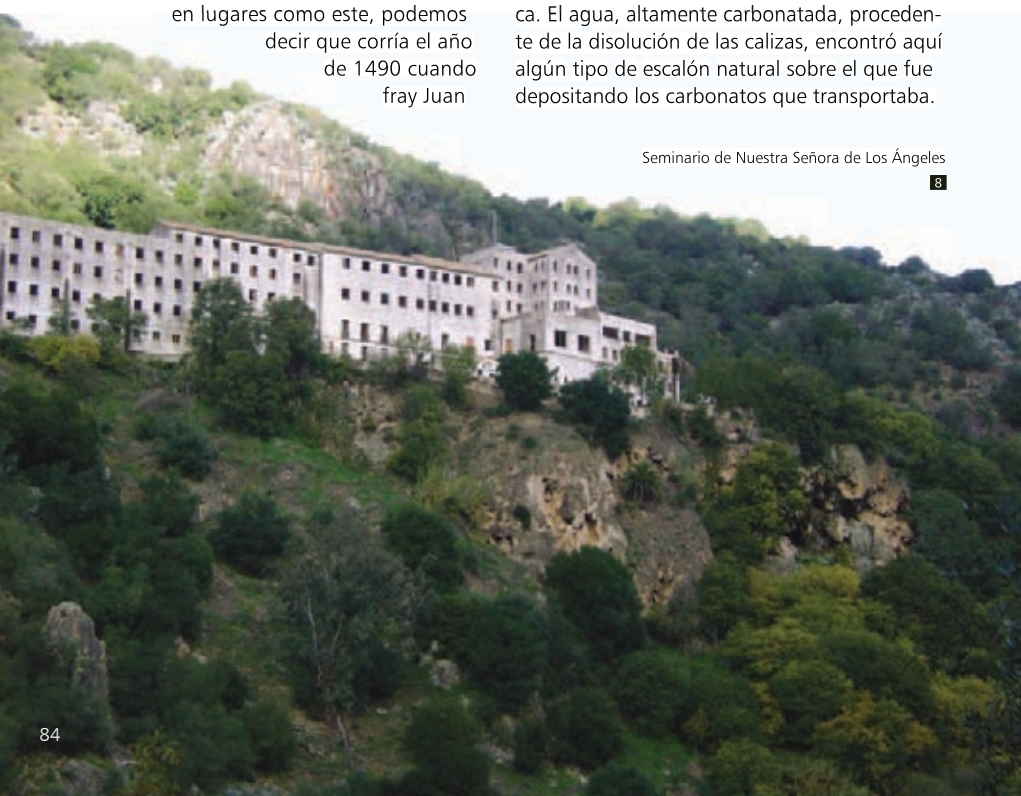 en lugares como este, podemos
decir que corría el año
de 1490 cuando
fray Juan
ca. El agua, altamente carbonatada, proceden-
te de la disolución de las calizas, encontró aquí
algún tipo de escalón natural sobre el que fue
depositando los carbonatos que transportaba.
Seminario de Nuestra Señora de Los Ángeles
8
84